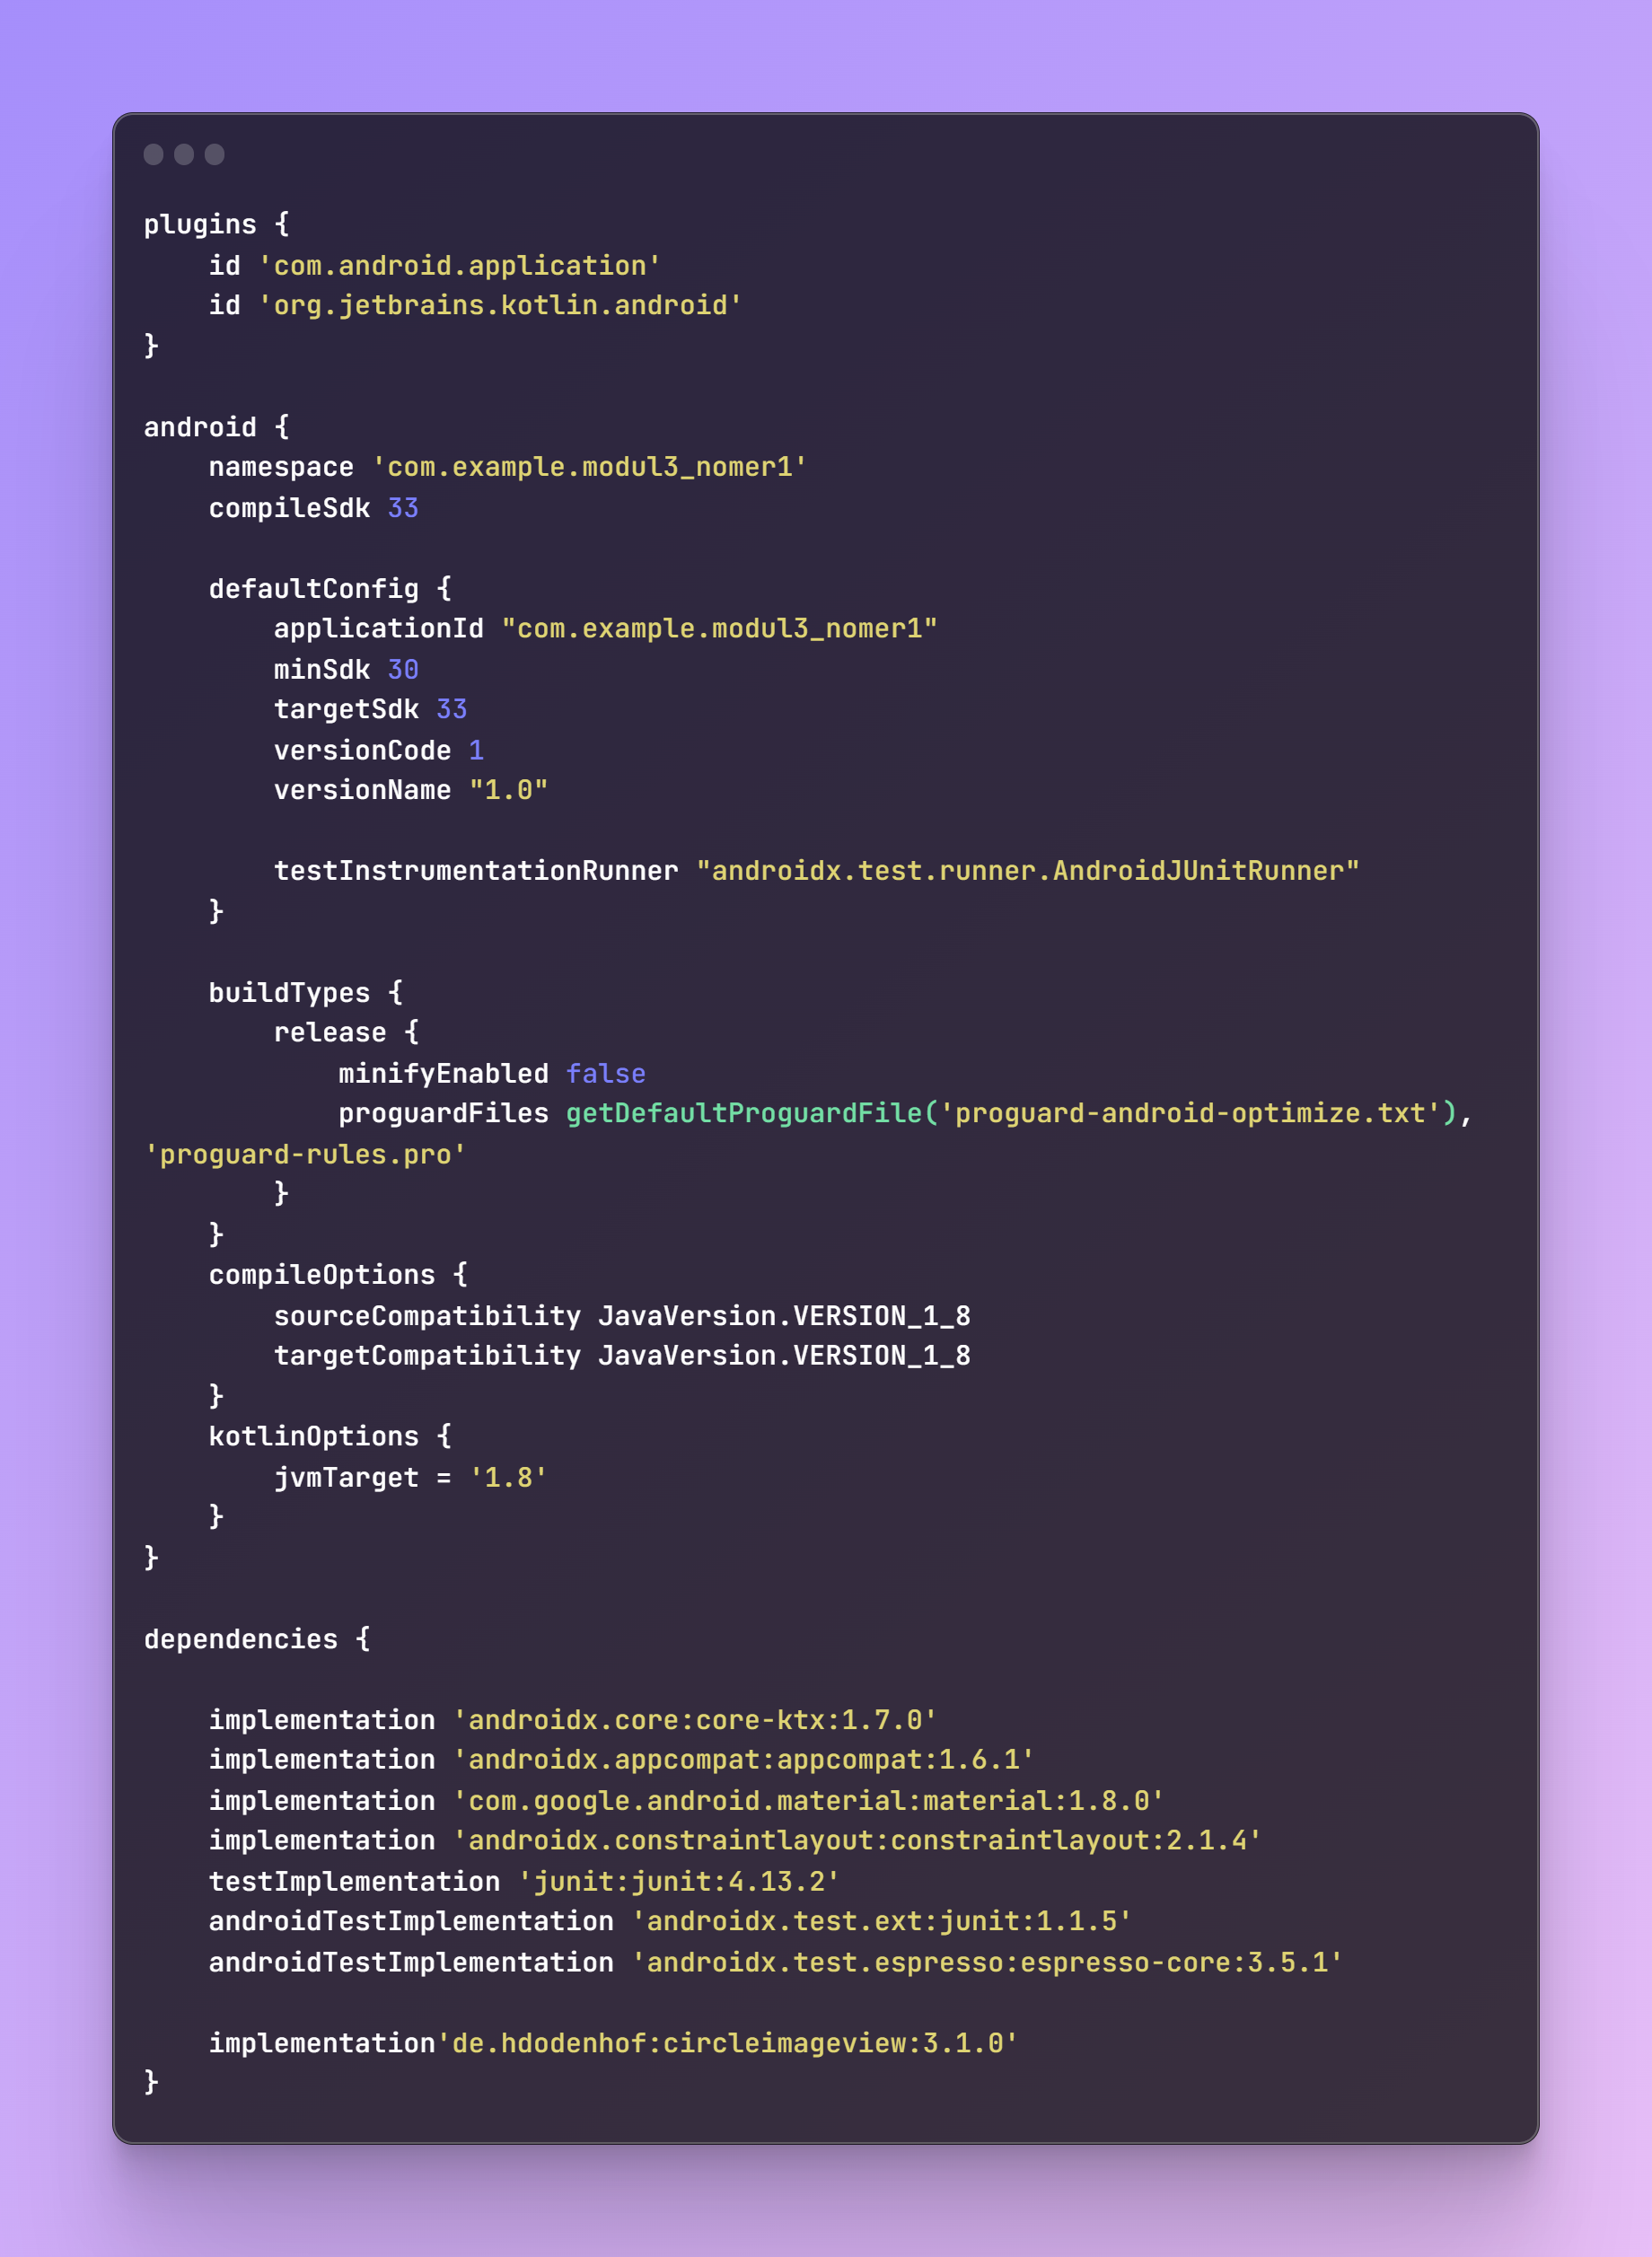 plugins {
    id 'com.android.application'
    id 'org.jetbrains.kotlin.android'
}

android {
    namespace 'com.example.modul3_nomer1'
    compileSdk 33

    defaultConfig {
        applicationId "com.example.modul3_nomer1"
        minSdk 30
        targetSdk 33
        versionCode 1
        versionName "1.0"

        testInstrumentationRunner "androidx.test.runner.AndroidJUnitRunner"
    }

    buildTypes {
        release {
            minifyEnabled false
            proguardFiles getDefaultProguardFile('proguard-android-optimize.txt'),
'proguard-rules.pro'
        }
    }
    compileOptions {
        sourceCompatibility JavaVersion.VERSION_1_8
        targetCompatibility JavaVersion.VERSION_1_8
    }
    kotlinOptions {
        jvmTarget = '1.8'
    }
}

dependencies {

    implementation 'androidx.core:core-ktx:1.7.0'
    implementation 'androidx.appcompat:appcompat:1.6.1'
    implementation 'com.google.android.material:material:1.8.0'
    implementation 'androidx.constraintlayout:constraintlayout:2.1.4'
    testImplementation 'junit:junit:4.13.2'
    androidTestImplementation 'androidx.test.ext:junit:1.1.5'
    androidTestImplementation 'androidx.test.espresso:espresso-core:3.5.1'

    implementation'de.hdodenhof:circleimageview:3.1.0'
}